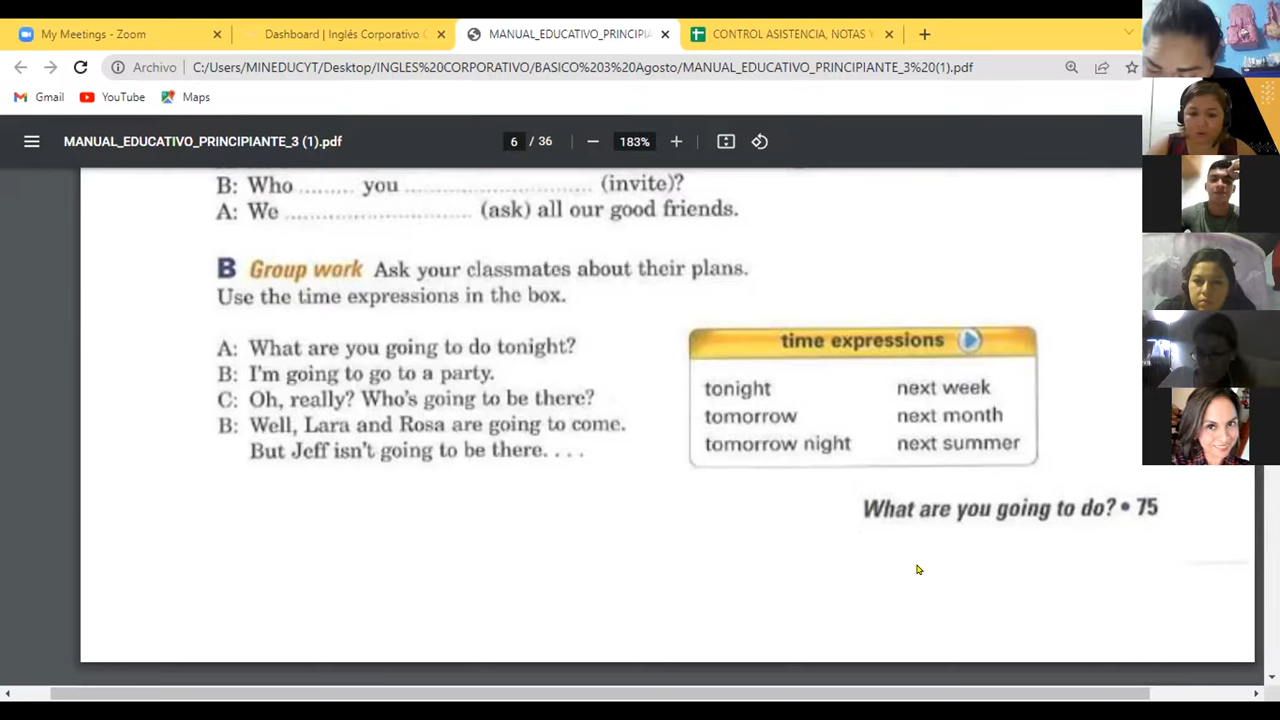 My Meetings - Zoom
Dashboard | Inglés Corporativo
MANUAL_EDUCATIVO_PRINCIPIA
CONTROL ASISTENCIA, NOTAS Y
Archivo
C:/Users/MINEDUCYT/Desktop/INGLES%20CORPORATIVO/BASICO%203%20Agosto/MANUAL_EDUCATIVO_PRINCIPIANTE_3%20(1).pdf
Gmail
YouTube
Maps
MANUAL_EDUCATIVO_PRINCIPIANTE_3 (1).pdf
6 / 36
183%
B: Who ......... you ............................... (invite)?
A: We .............................. (ask) all our good friends.
B Group work Ask your classmates about their plans.
Use the time expressions in the box.
A: What are you going to do tonight?
B: I'm going to go to a party.
C: Oh, really? Who's going to be there?
B: Well, Lara and Rosa are going to come.
But Jeff isn't going to be there. . . .
time expressions
tonight next week
tomorrow next month
tomorrow night next summer
What are you going to do? • 75